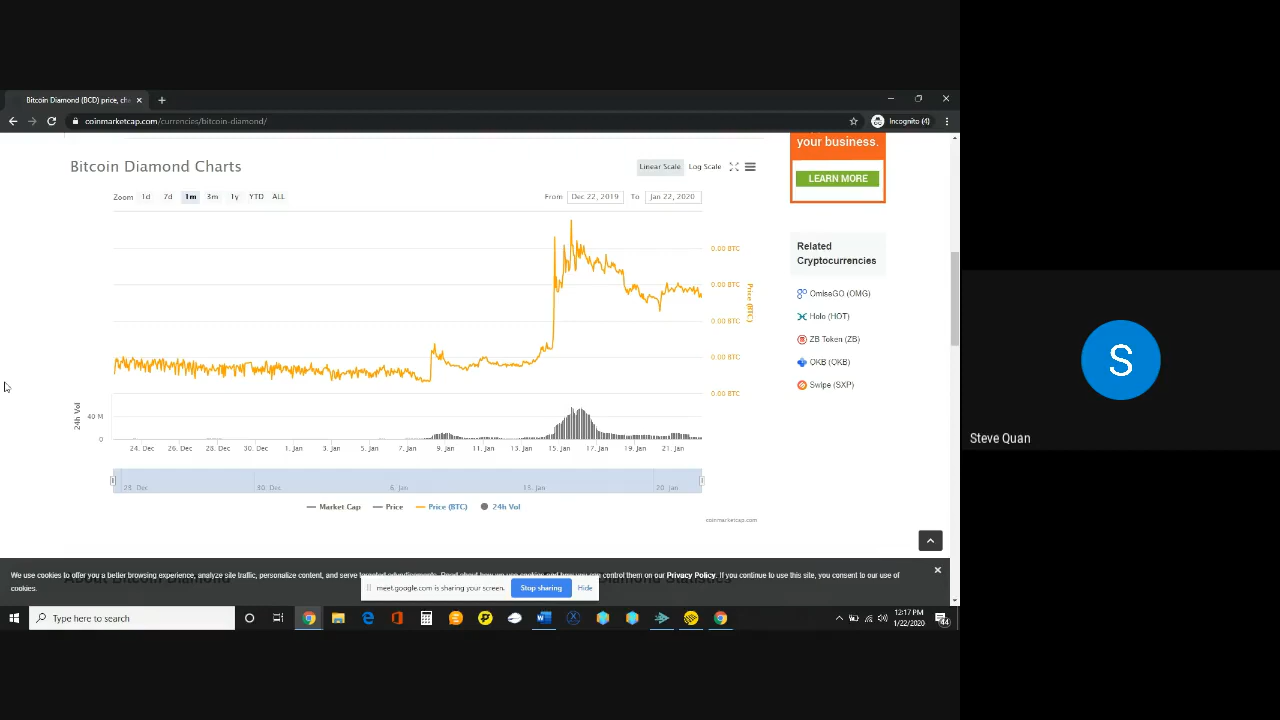 Bitcoin Diamond (BCD) price, cha
coinmarketcap.com/currencies/bitcoin-diamond/
Incognito (4)
your business.
LEARN MORE
Bitcoin Diamond Charts
Linear Scale Log Scale
Zoom 1d 7d 1m 3m 1y YTD ALL
From Dec 22, 2019 To Jan 22, 2020
0.00 BTC
0.00 BTC
0.00 BTC
0.00 BTC
0.00 BTC
Price (BTC)
24h Vol
40 M
0
24. Dec 26. Dec 28. Dec 30. Dec 1. Jan 3. Jan 5. Jan 7. Jan 9. Jan 11. Jan 13. Jan 15. Jan 17. Jan 19. Jan 21. Jan
30. Dec 6. Jan 13. Jan 20. Jan
Market Cap Price Price (BTC) 24h Vol
coinmarketcap.com
Related
Cryptocurrencies
OmiseGO (OMG)
Holo (HOT)
ZB Token (ZB)
OKB (OKB)
Swipe (SXP)
S
Steve Quan
We use cookies to offer you a better browsing experience, analyze site traffic, personalize content, and serve control them on our Privacy Policy. If you continue to use this site, you consent to our use of
cookies.
meet.google.com is sharing your screen. Stop sharing Hide
Type here to search
12:17 PM
1/22/2020
44